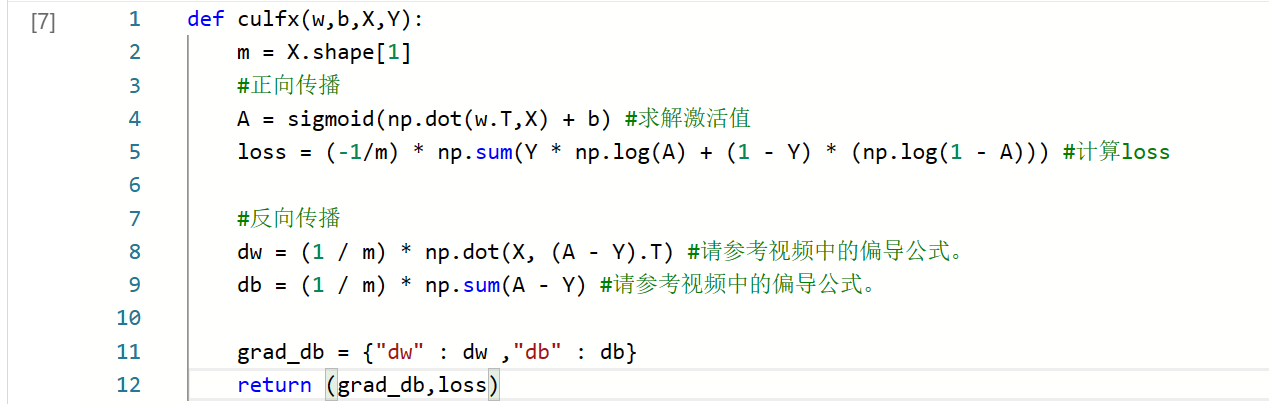 [7]
1 def culfx(w,b,X,Y):
2     m = X.shape[1]
3     #正向传播
4     A = sigmoid(np.dot(w.T,X) + b) #求解激活值
5     loss = (-1/m) * np.sum(Y * np.log(A) + (1 - Y) * (np.log(1 - A))) #计算loss
6
7     #反向传播
8     dw = (1 / m) * np.dot(X, (A - Y).T) #请参考视频中的偏导公式。
9     db = (1 / m) * np.sum(A - Y) #请参考视频中的偏导公式。
10
11     grad_db = {"dw" : dw ,"db" : db}
12     return (grad_db,loss)